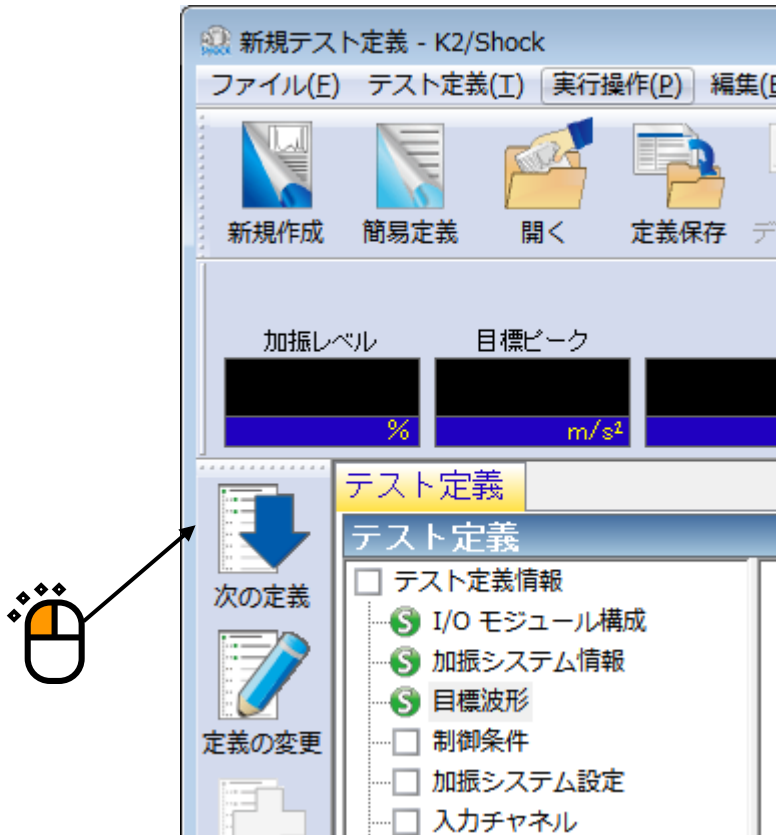 新規テスト定義 - K2/Shock
ファイル(F) テスト定義(T) 実行操作(P) 編集(E
新規作成 簡易定義 開く 定義保存 デ
加振レベル 目標ピーク
% m/s²
テスト定義
テスト定義
次の定義
定義の変更
テスト定義情報
I/O モジュール構成
加振システム情報
目標波形
制御条件
加振システム設定
入力チャネル